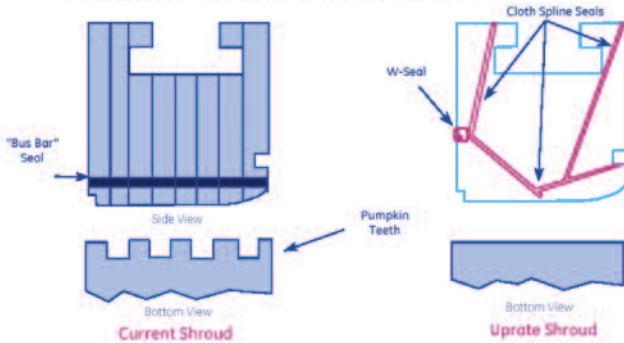 Cloth Spline Seals
W-Seal
"Bus Bar"
Seal
Side View
Pumpkin
Teeth
Bottom View
Current Shroud
Bottom View
Uprate Shroud